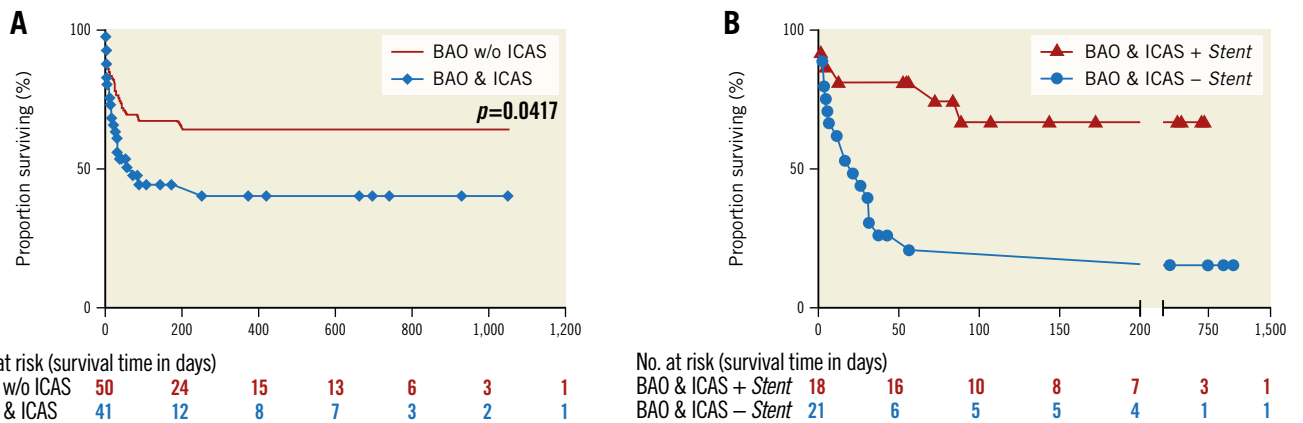 A
100
50
0
Proportion surviving (%)
BAO w/o ICAS
BAO & ICAS
p=0.0417
0 200 400 600 800 1,000 1,200
at risk (survival time in days)
w/o ICAS 50 24 15 13 6 3 1
& ICAS 41 12 8 7 3 2 1
B
100
50
0
Proportion surviving (%)
BAO & ICAS + Stent
BAO & ICAS – Stent
0 50 100 150 200 750 1,500
No. at risk (survival time in days)
BAO & ICAS + Stent 18 16 10 8 7 3 1
BAO & ICAS – Stent 21 6 5 5 4 1 1